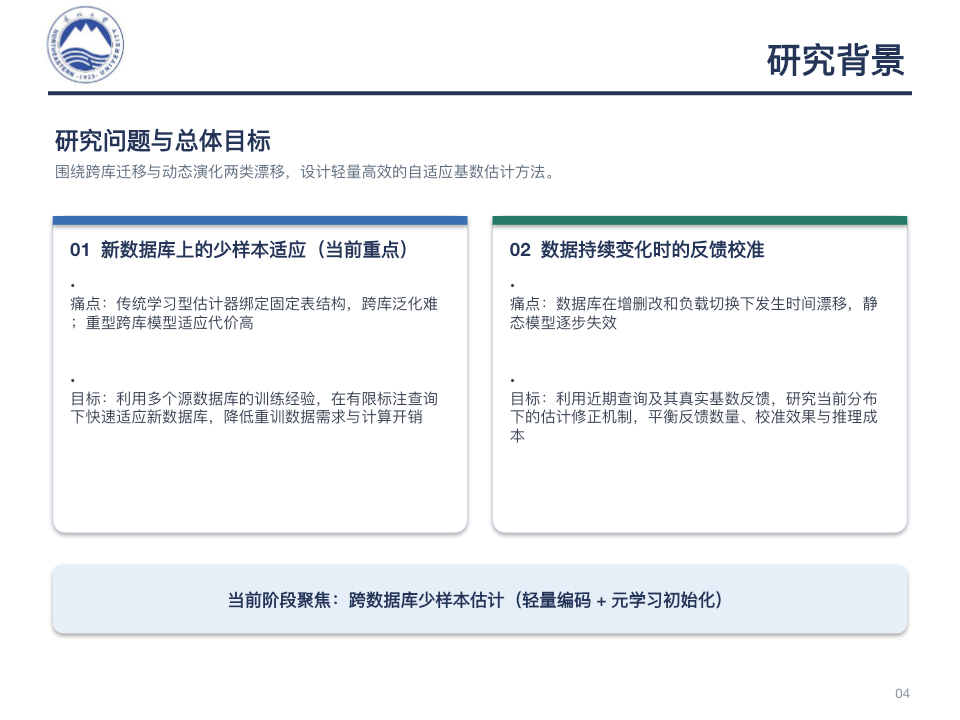 東北大學
NORTHEASTERN · 1923 · UNIVERSITY
研究背景
研究问题与总体目标
围绕跨库迁移与动态演化两类漂移，设计轻量高效的自适应基数估计方法。
01 新数据库上的少样本适应（当前重点）
•
痛点：传统学习型估计器绑定固定表结构，跨库泛化难
；重型跨库模型适应代价高
•
目标：利用多个源数据库的训练经验，在有限标注查询
下快速适应新数据库，降低重训数据需求与计算开销
02 数据持续变化时的反馈校准
•
痛点：数据库在增删改和负载切换下发生时间漂移，静
态模型逐步失效
•
目标：利用近期查询及其真实基数反馈，研究当前分布
下的估计修正机制，平衡反馈数量、校准效果与推理成
本
当前阶段聚焦：跨数据库少样本估计（轻量编码 + 元学习初始化）
04